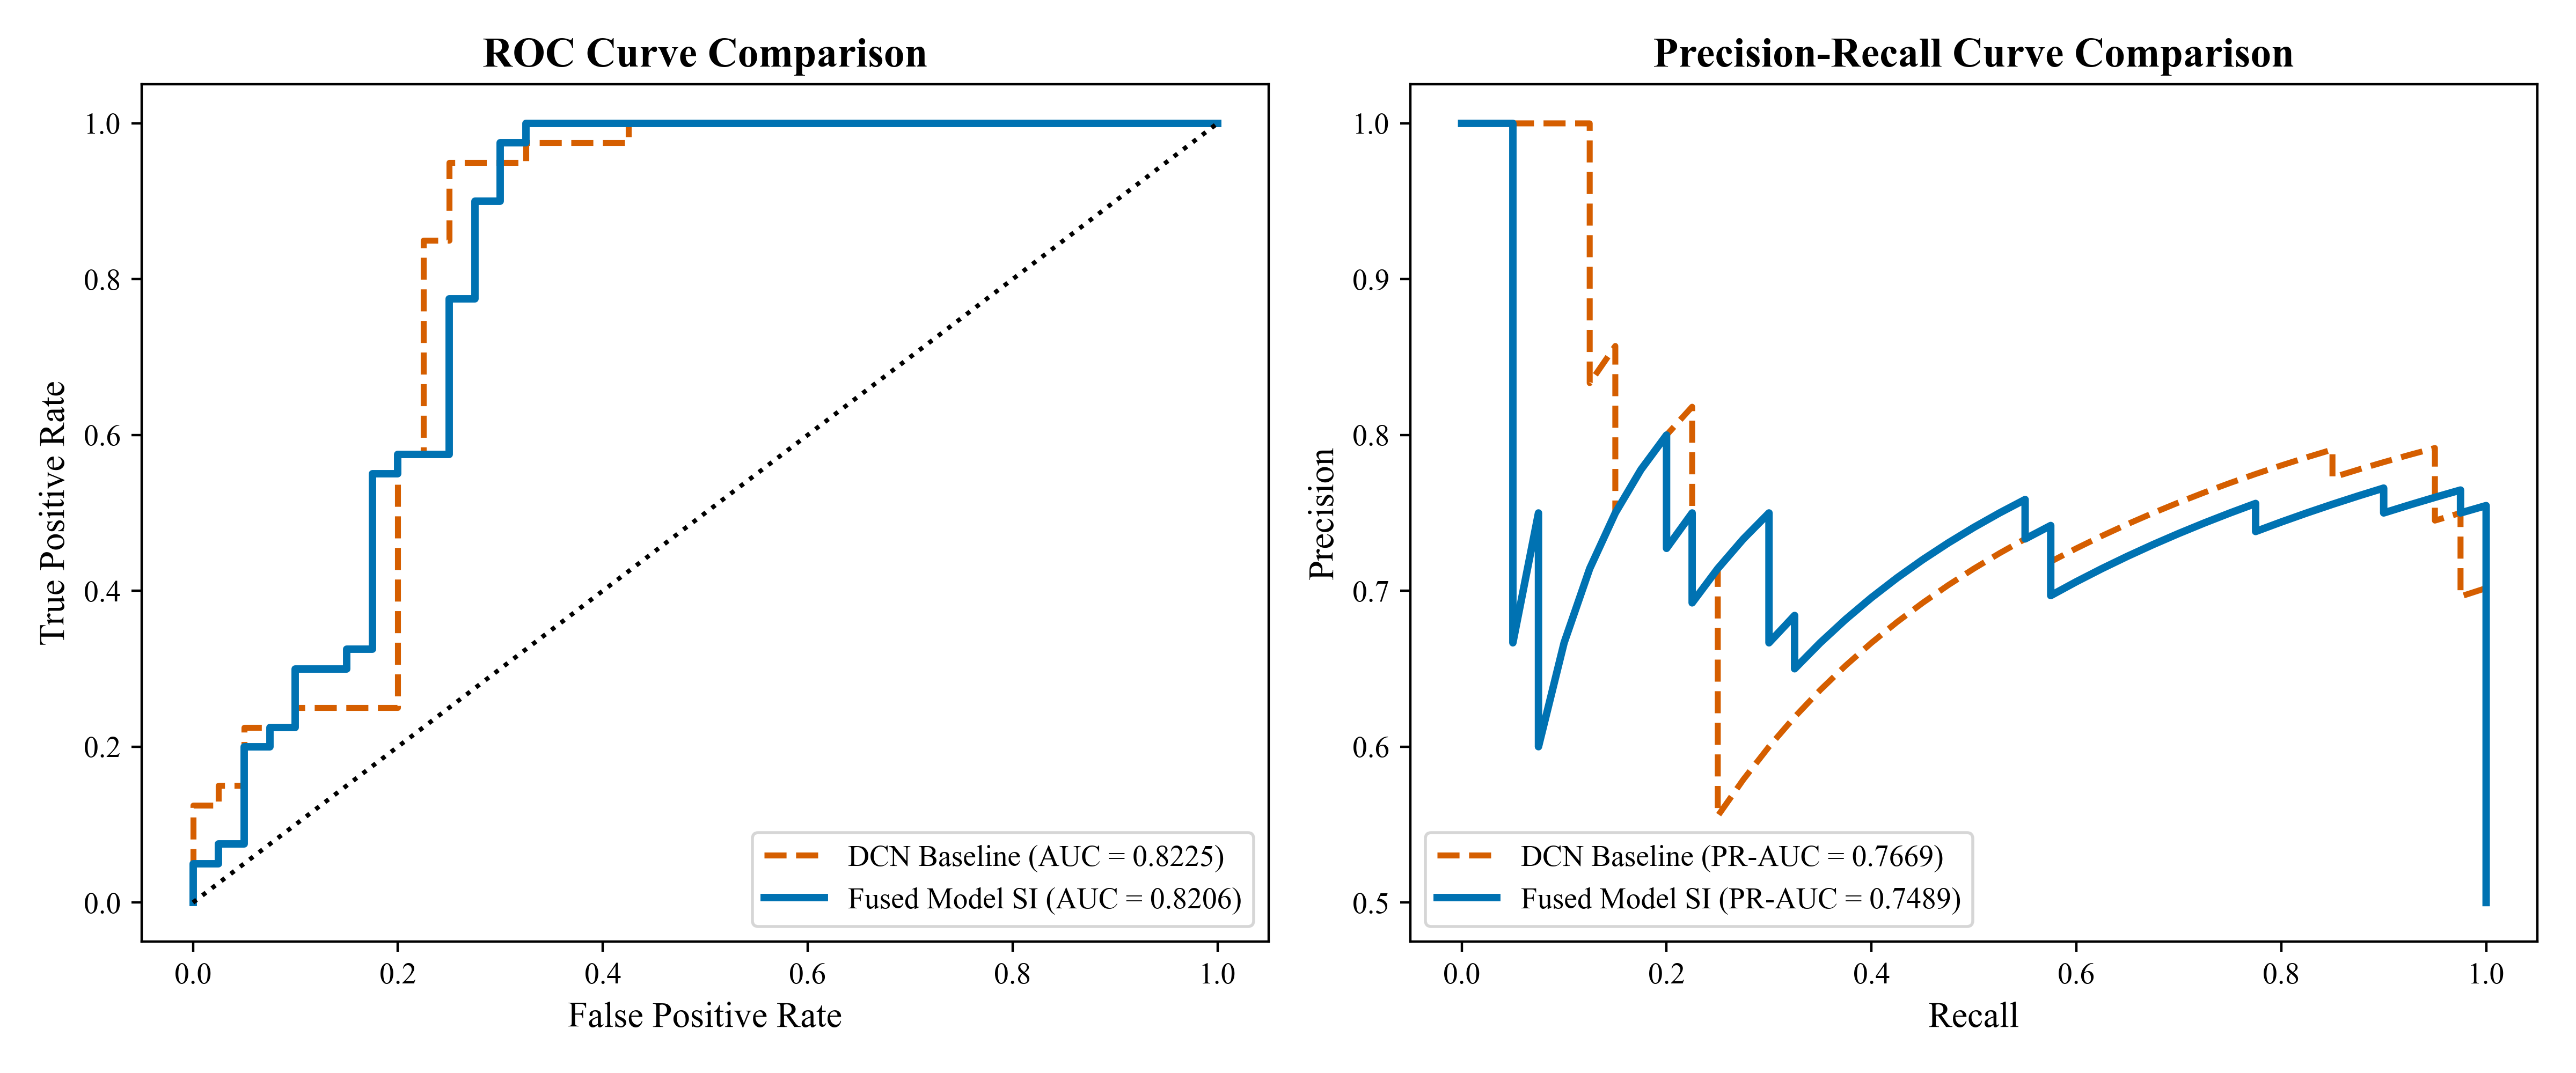 ROC Curve Comparison
True Positive Rate
1.0
0.8
0.6
0.4
0.2
0.0
DCN Baseline (AUC = 0.8225)
Fused Model SI (AUC = 0.8206)
0.0 0.2 0.4 0.6 0.8 1.0
False Positive Rate
Precision-Recall Curve Comparison
Precision
1.0
0.9
0.8
0.7
0.6
0.5
DCN Baseline (PR-AUC = 0.7669)
Fused Model SI (PR-AUC = 0.7489)
0.0 0.2 0.4 0.6 0.8 1.0
Recall